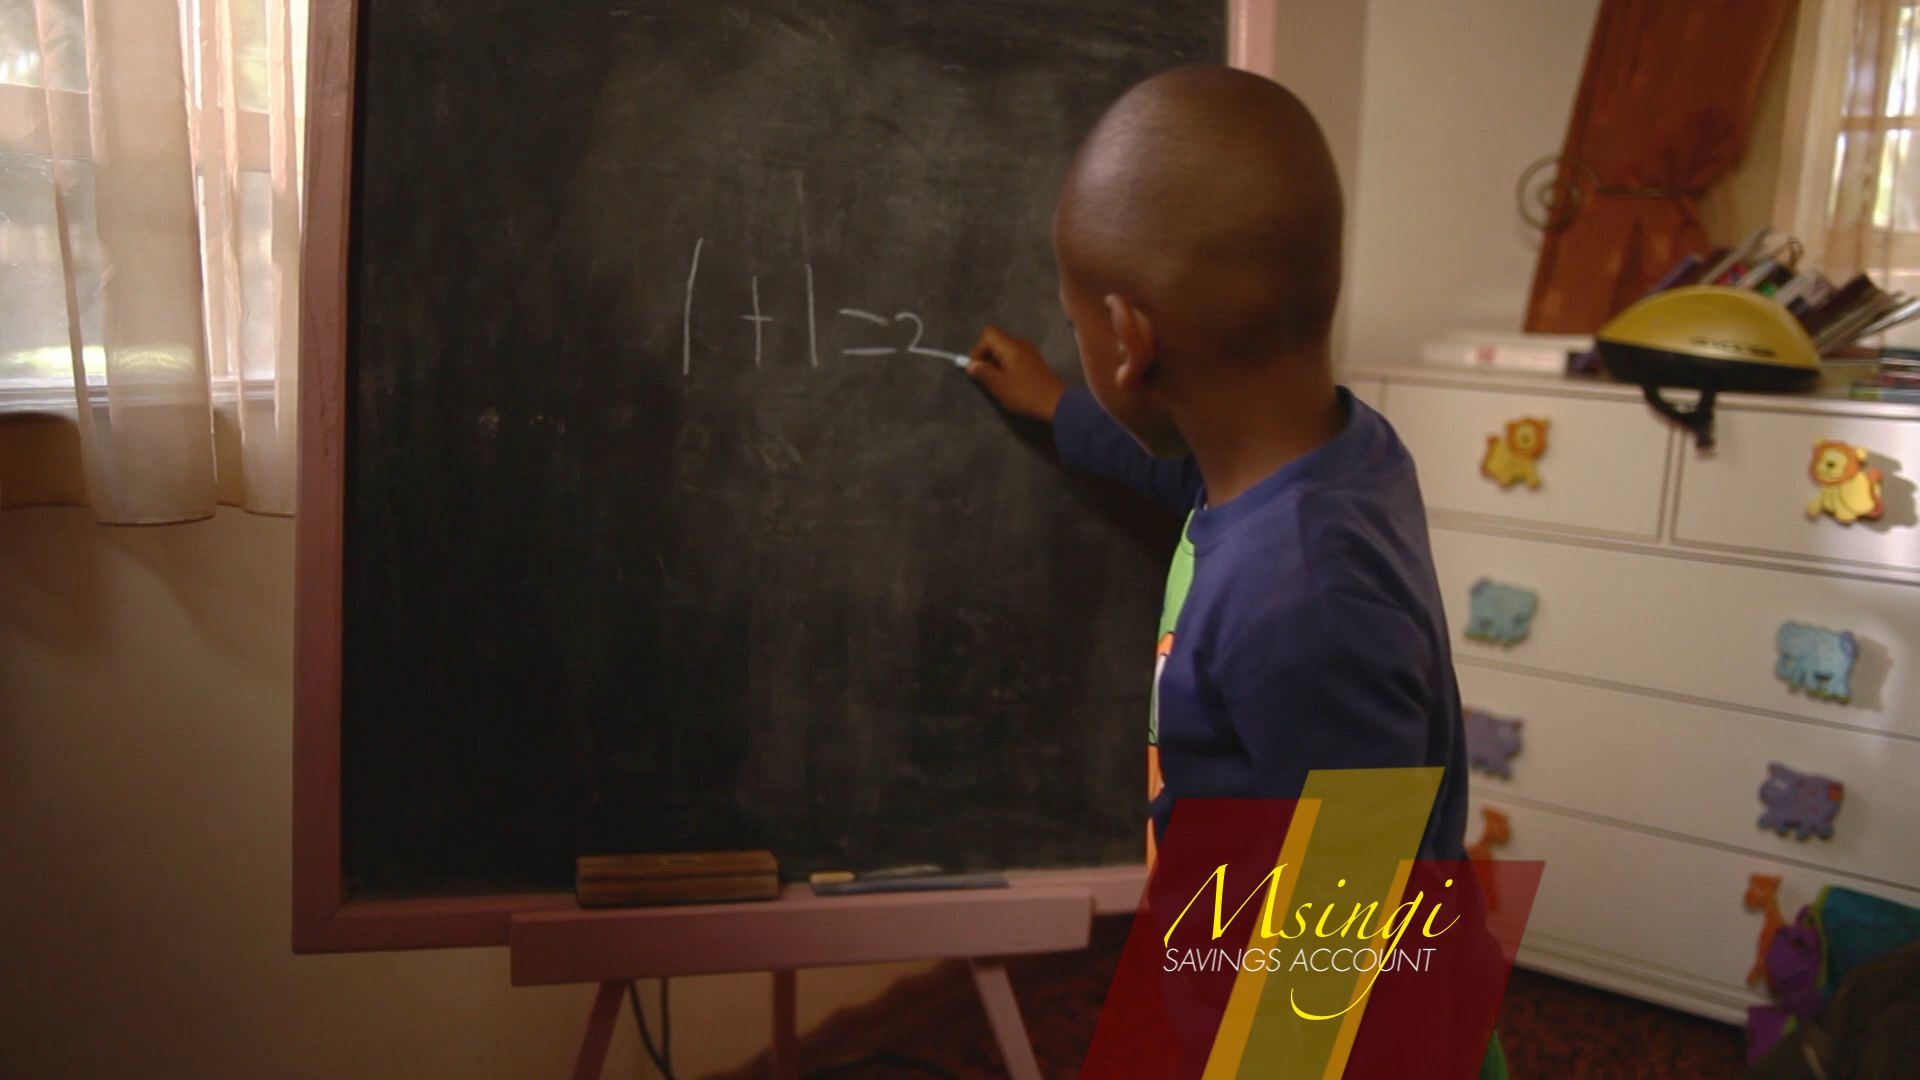 1 + 1 = 2
Msingi
SAVINGS ACCOUNT